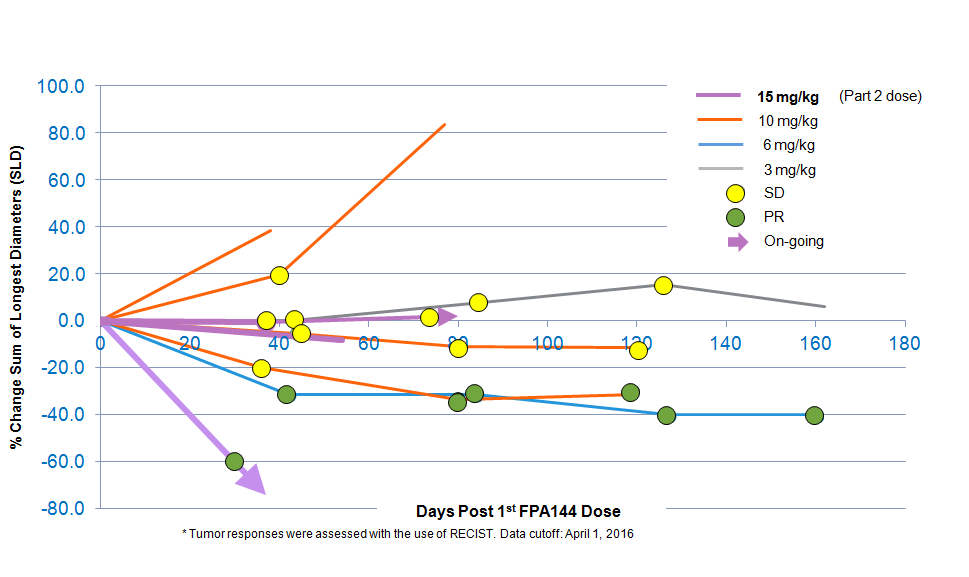 100.0
80.0
60.0
40.0
20.0
0.0
-20.0
-40.0
-60.0
-80.0
% Change Sum of Longest Diameters (SLD)
0 20 40 60 80 100 120 140 160 180
15 mg/kg (Part 2 dose)
10 mg/kg
6 mg/kg
3 mg/kg
SD
PR
On-going
Days Post 1st FPA144 Dose
* Tumor responses were assessed with the use of RECIST. Data cutoff: April 1, 2016